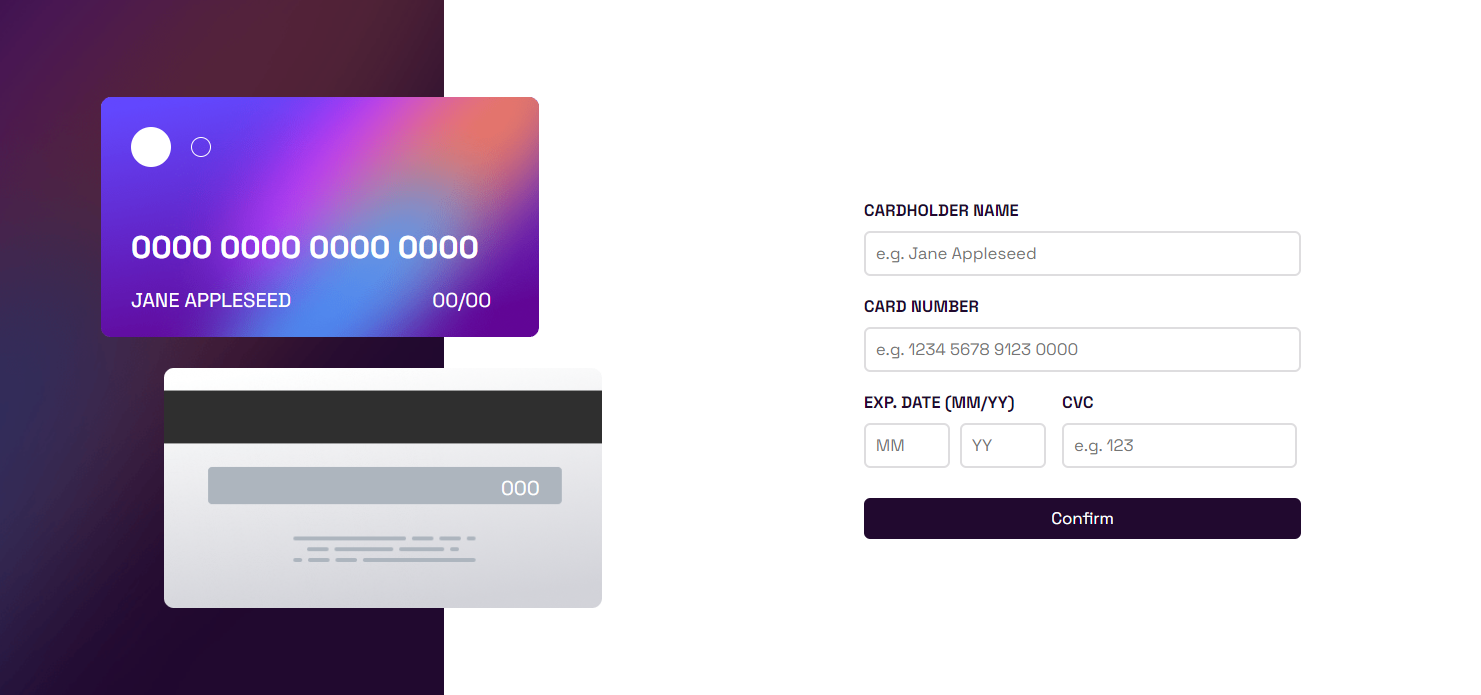 0000 0000 0000 0000
JANE APPLESEED 00/00
000
CARDHOLDER NAME
e.g. Jane Appleseed
CARD NUMBER
e.g. 1234 5678 9123 0000
EXP. DATE (MM/YY) CVC
MM YY e.g. 123
Confirm